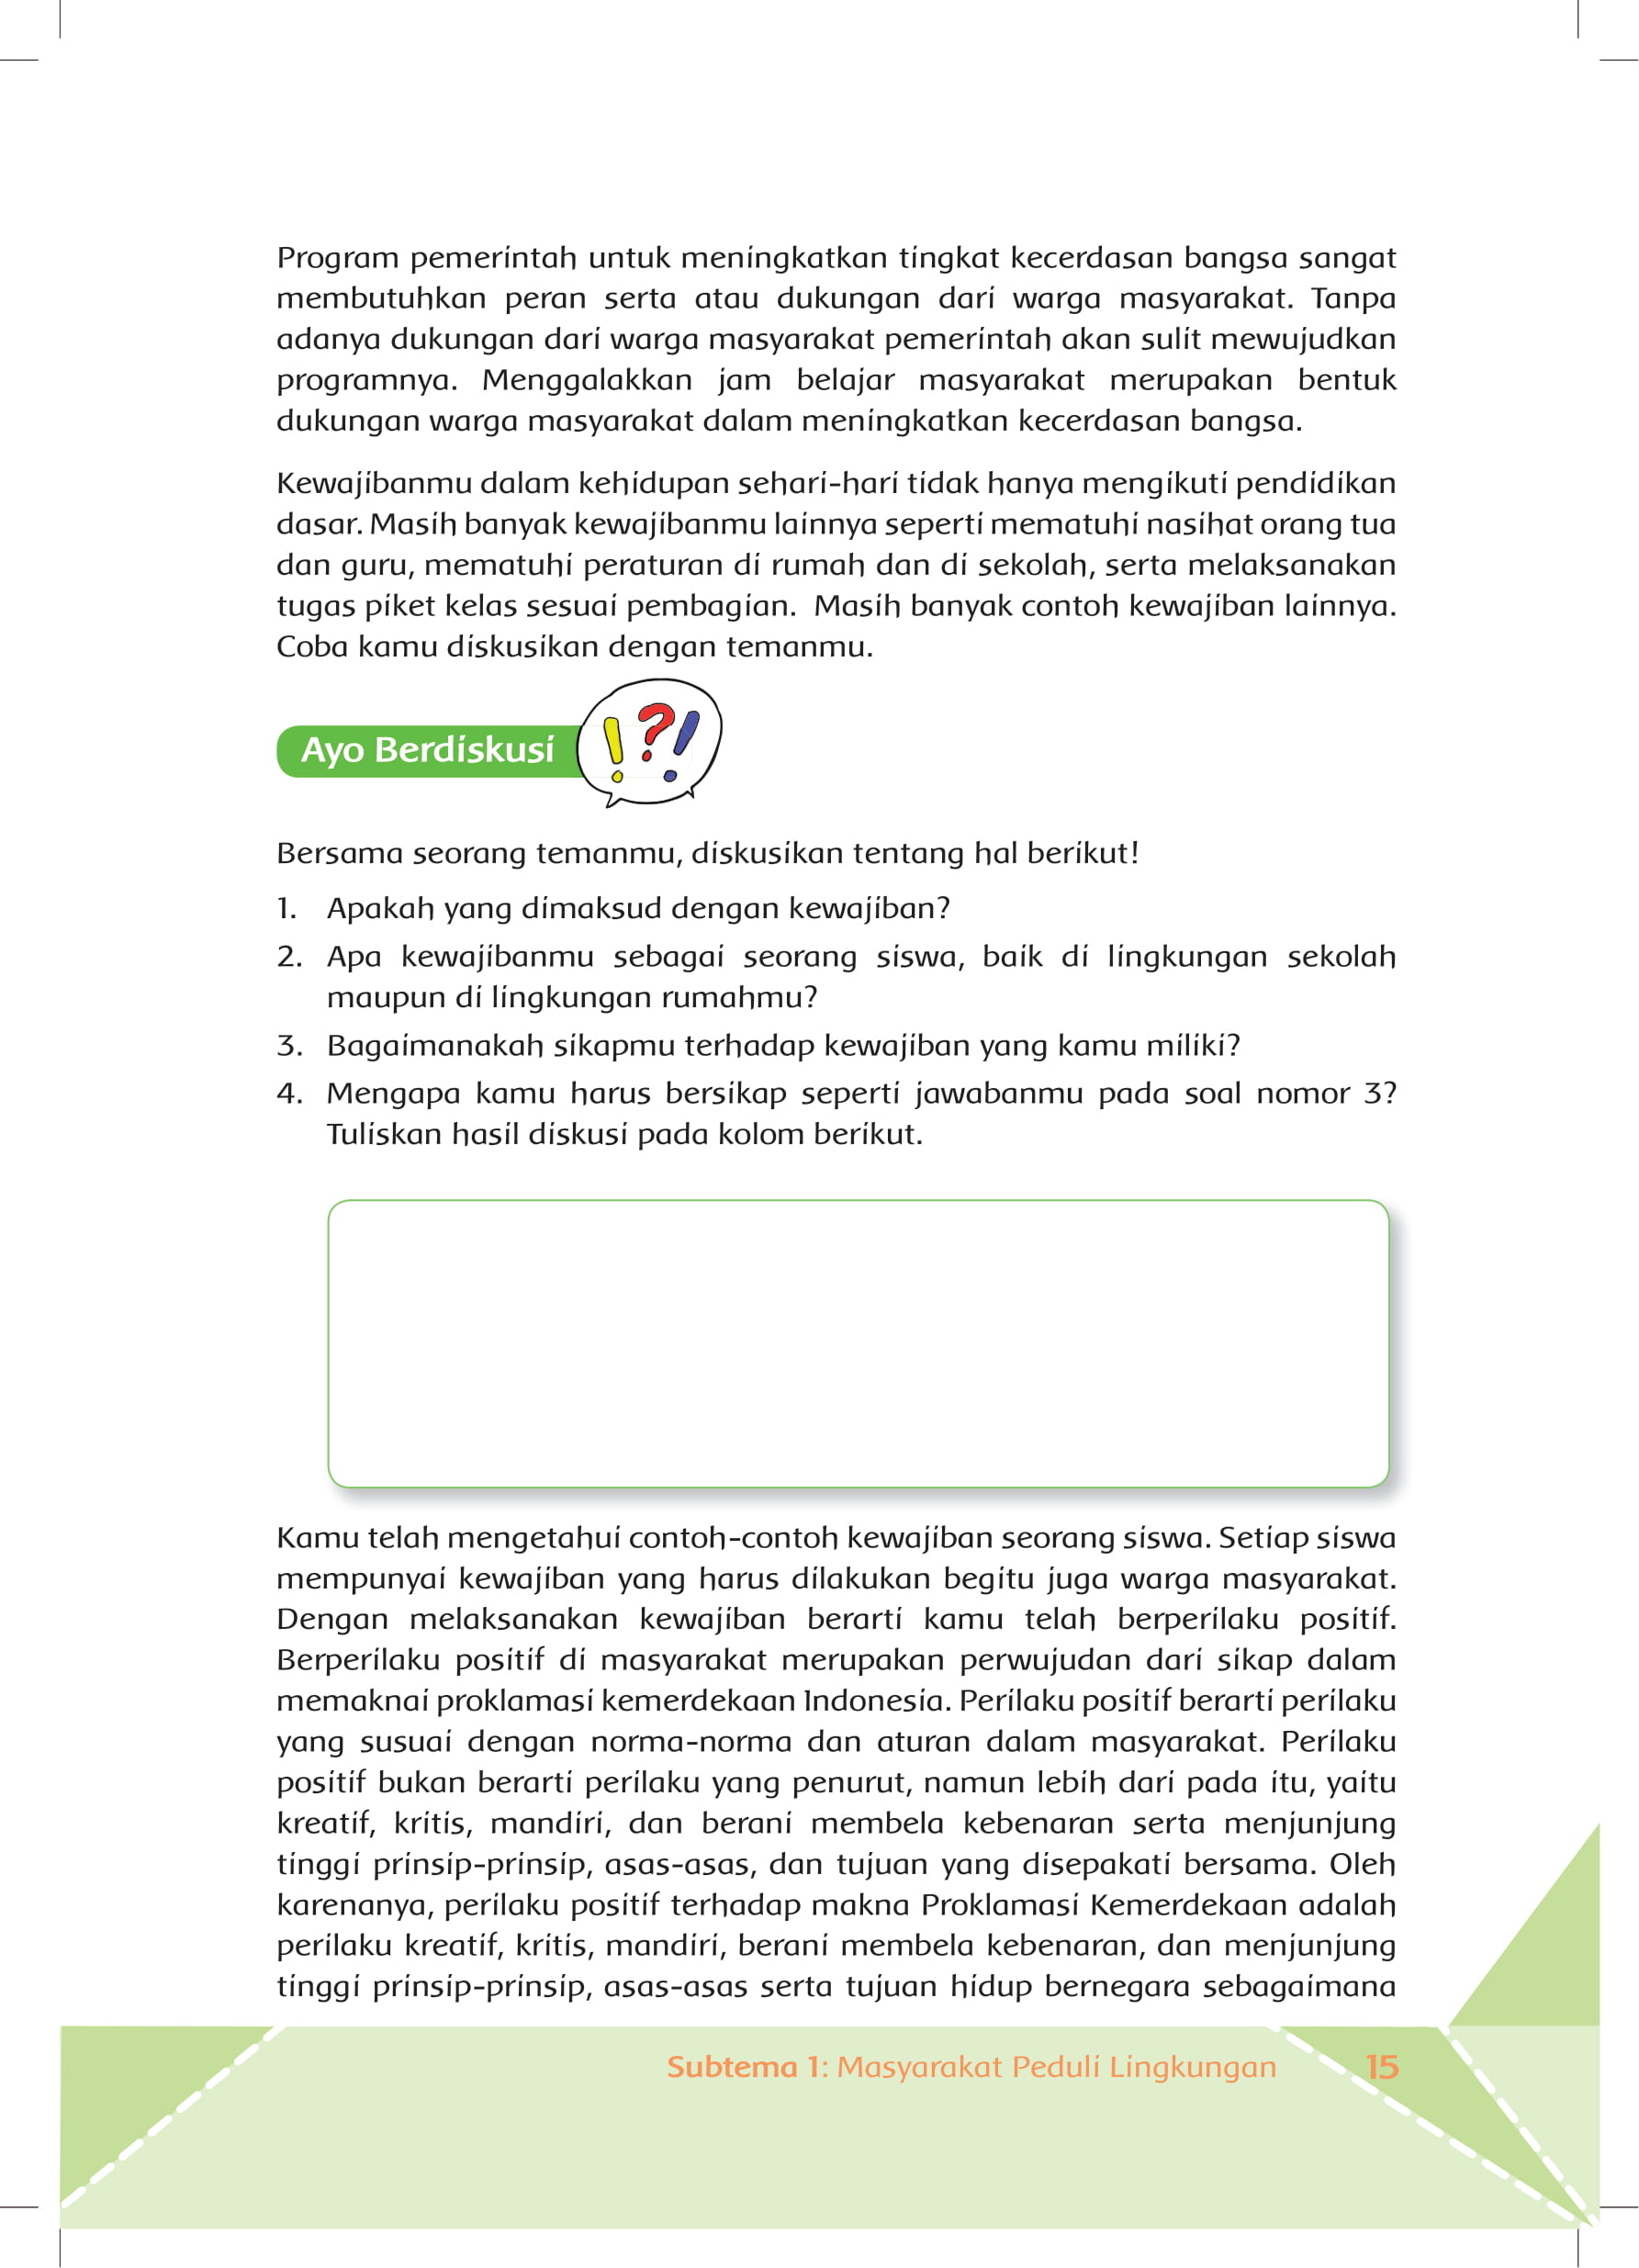 Program pemerintah untuk meningkatkan tingkat kecerdasan bangsa sangat
membutuhkan peran serta atau dukungan dari warga masyarakat. Tanpa
adanya dukungan dari warga masyarakat pemerintah akan sulit mewujudkan
programnya. Menggalakkan jam belajar masyarakat merupakan bentuk
dukungan warga masyarakat dalam meningkatkan kecerdasan bangsa.
Kewajibanmu dalam kehidupan sehari-hari tidak hanya mengikuti pendidikan
dasar. Masih banyak kewajibanmu lainnya seperti mematuhi nasihat orang tua
dan guru, mematuhi peraturan di rumah dan di sekolah, serta melaksanakan
tugas piket kelas sesuai pembagian. Masih banyak contoh kewajiban lainnya.
Coba kamu diskusikan dengan temanmu.
Ayo Berdiskusi !?!
Bersama seorang temanmu, diskusikan tentang hal berikut!
1. Apakah yang dimaksud dengan kewajiban?
2. Apa kewajibanmu sebagai seorang siswa, baik di lingkungan sekolah
maupun di lingkungan rumahmu?
3. Bagaimanakah sikapmu terhadap kewajiban yang kamu miliki?
4. Mengapa kamu harus bersikap seperti jawabanmu pada soal nomor 3?
Tuliskan hasil diskusi pada kolom berikut.
Kamu telah mengetahui contoh-contoh kewajiban seorang siswa. Setiap siswa
mempunyai kewajiban yang harus dilakukan begitu juga warga masyarakat.
Dengan melaksanakan kewajiban berarti kamu telah berperilaku positif.
Berperilaku positif di masyarakat merupakan perwujudan dari sikap dalam
memaknai proklamasi kemerdekaan Indonesia. Perilaku positif berarti perilaku
yang susuai dengan norma-norma dan aturan dalam masyarakat. Perilaku
positif bukan berarti perilaku yang penurut, namun lebih dari pada itu, yaitu
kreatif, kritis, mandiri, dan berani membela kebenaran serta menjunjung
tinggi prinsip-prinsip, asas-asas, dan tujuan yang disepakati bersama. Oleh
karenanya, perilaku positif terhadap makna Proklamasi Kemerdekaan adalah
perilaku kreatif, kritis, mandiri, berani membela kebenaran, dan menjunjung
tinggi prinsip-prinsip, asas-asas serta tujuan hidup bernegara sebagaimana
Subtema 1: Masyarakat Peduli Lingkungan 15